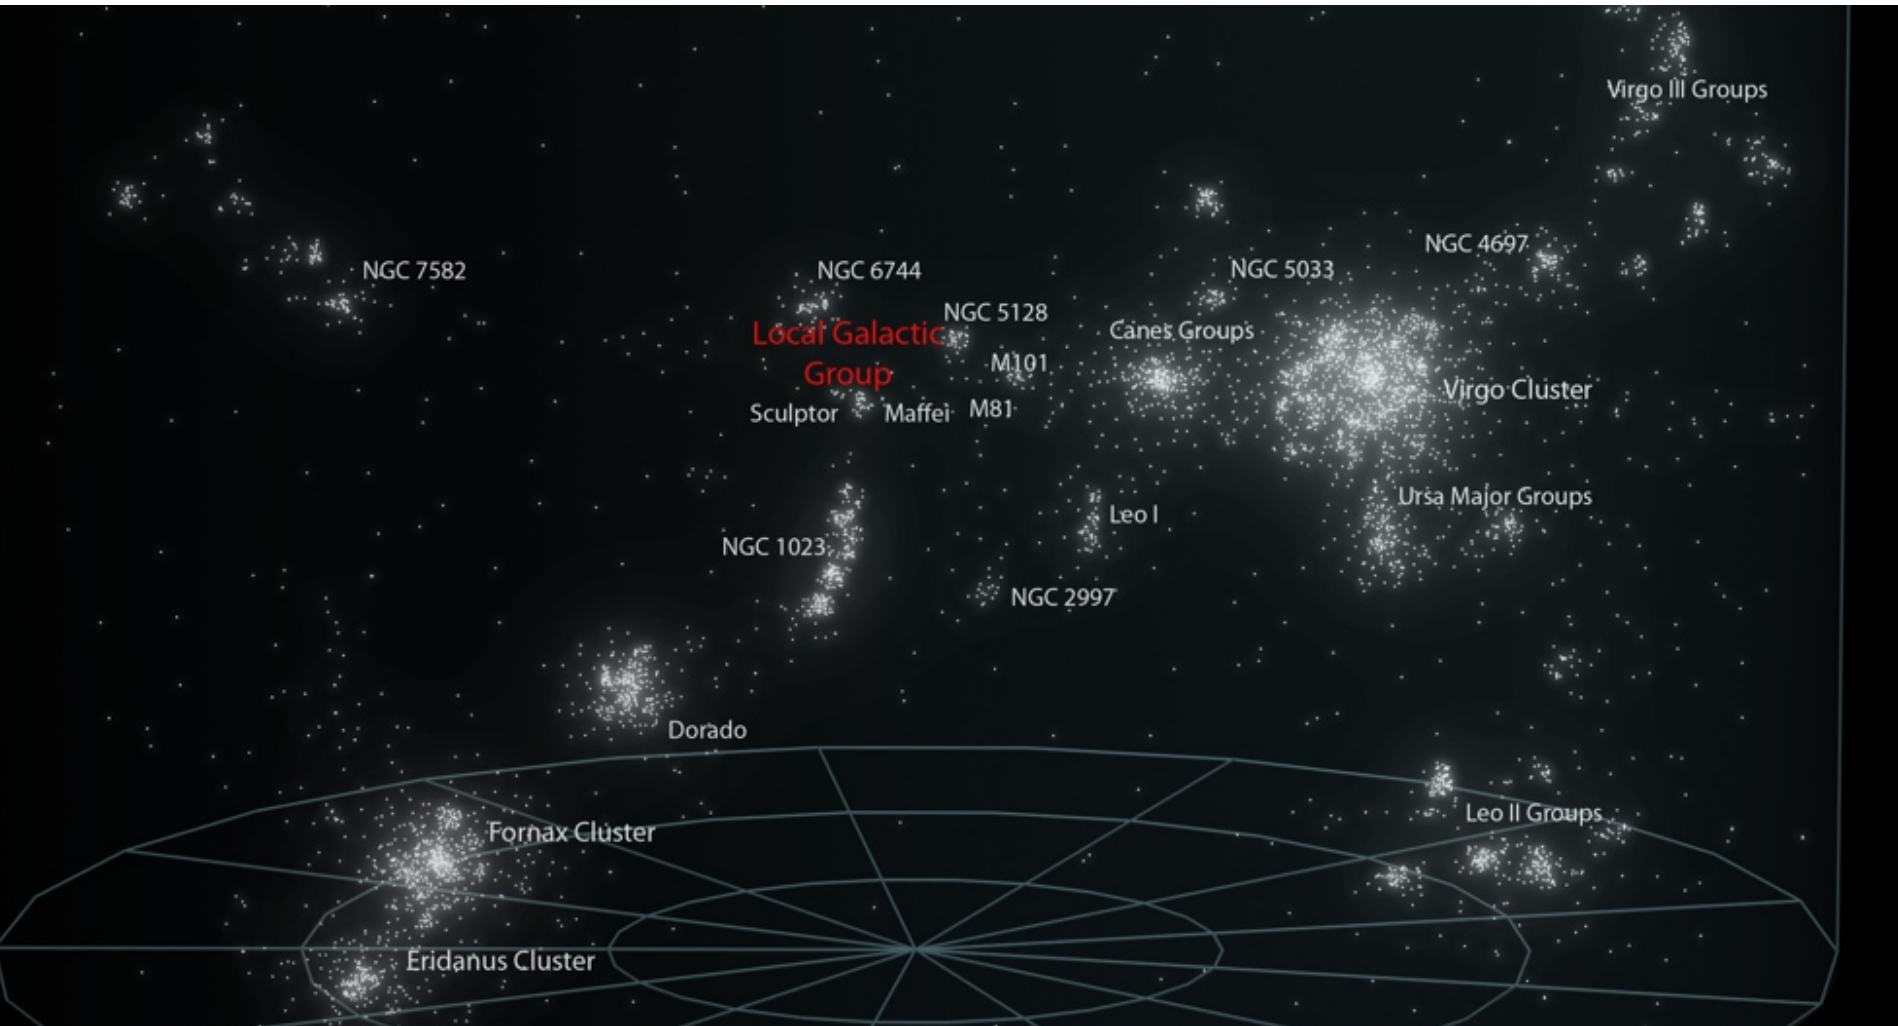 Virgo III Groups
NGC 4697
NGC 7582
NGC 6744
NGC 5033
NGC 5128
Local Galactic
Group
Canes Groups
M101
Virgo Cluster
Sculptor
Maffei
M81
Ursa Major Groups
Leo I
NGC 1023
NGC 2997
Dorado
Leo II Groups
Fornax Cluster
Eridanus Cluster